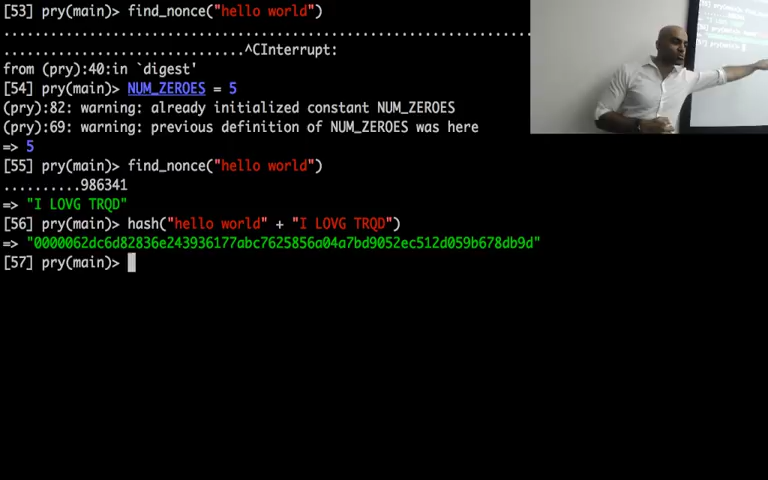 [53] pry(main)> find_nonce("hello world")
.....................................................................................
......................................^CInterrupt:
from (pry):40:in `digest'
[54] pry(main)> NUM_ZEROES = 5
(pry):82: warning: already initialized constant NUM_ZEROES
(pry):69: warning: previous definition of NUM_ZEROES was here
=> 5
[55] pry(main)> find_nonce("hello world")
..........986341
=> "I LOVG TRQD"
[56] pry(main)> hash("hello world" + "I LOVG TRQD")
=> "0000062dc6d82836e243936177abc7625856a04a7bd9052ec512d059b678db9d"
[57] pry(main)>